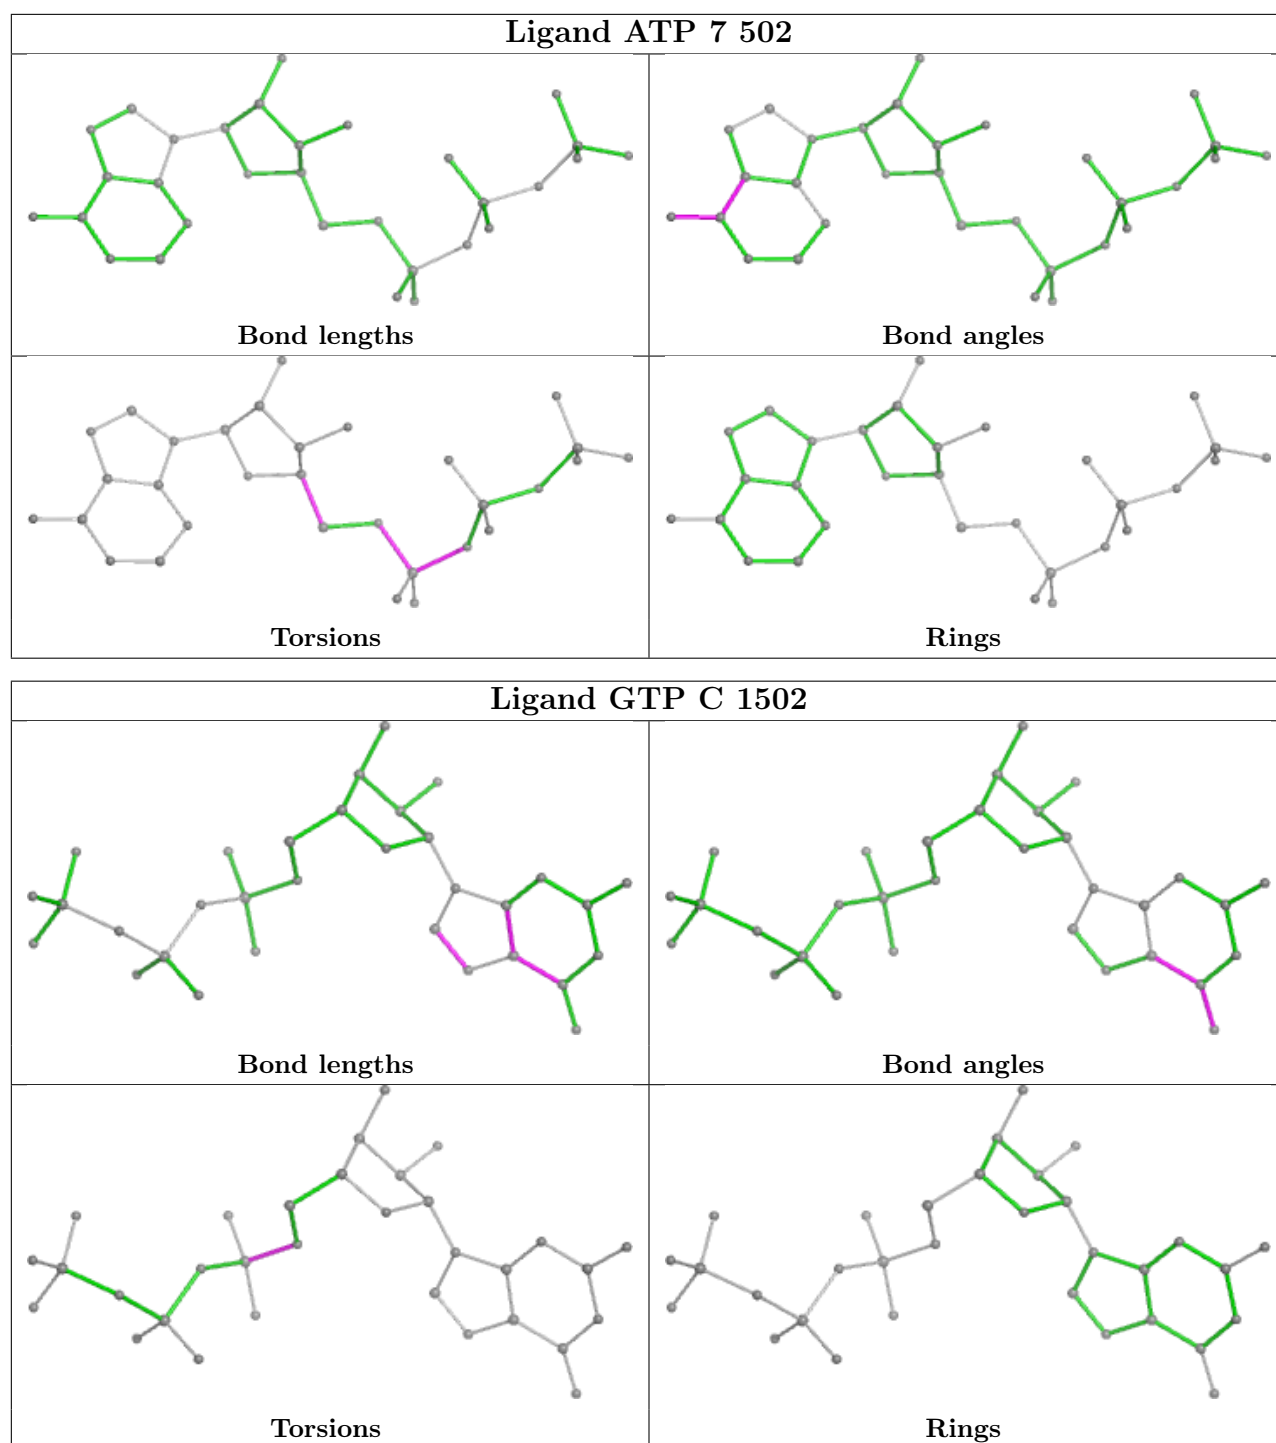 Ligand ATP 7 502
Bond lengths
Bond angles
Torsions
Rings
Ligand GTP C 1502
Bond lengths
Bond angles
Torsions
Rings